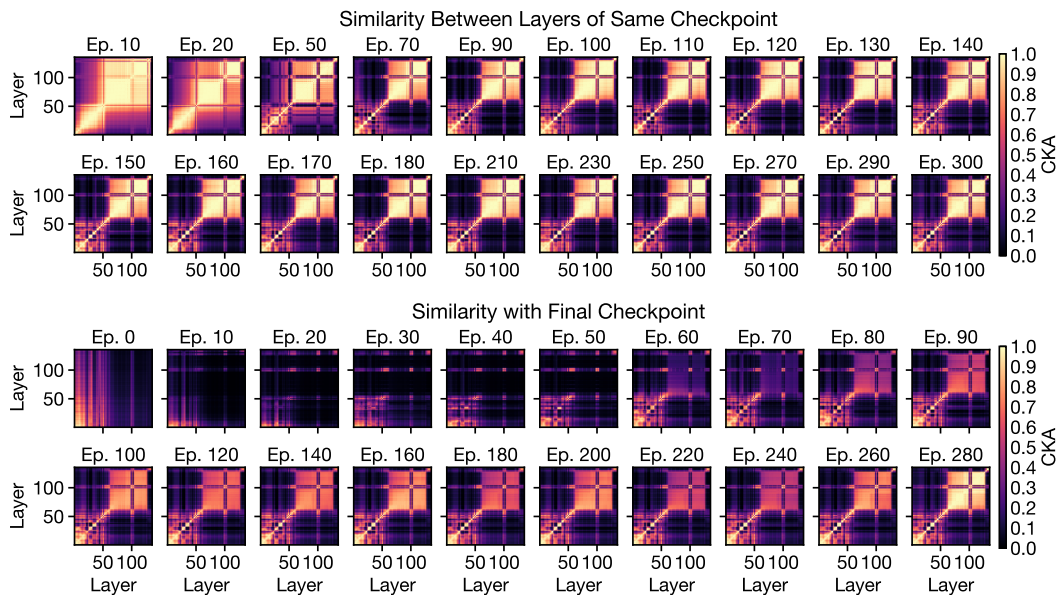 Similarity Between Layers of Same Checkpoint
Ep. 10 Ep. 20 Ep. 50 Ep. 70 Ep. 90 Ep. 100 Ep. 110 Ep. 120 Ep. 130 Ep. 140
Layer
100
50
Ep. 150 Ep. 160 Ep. 170 Ep. 180 Ep. 210 Ep. 230 Ep. 250 Ep. 270 Ep. 290 Ep. 300
Layer
100
50
50 100 50 100 50 100 50 100 50 100 50 100 50 100 50 100 50 100 50 100
1.0
0.9
0.8
0.7
0.6
0.5
0.4
0.3
0.2
0.1
0.0
CKA
Similarity with Final Checkpoint
Ep. 0 Ep. 10 Ep. 20 Ep. 30 Ep. 40 Ep. 50 Ep. 60 Ep. 70 Ep. 80 Ep. 90
Layer
100
50
Ep. 100 Ep. 120 Ep. 140 Ep. 160 Ep. 180 Ep. 200 Ep. 220 Ep. 240 Ep. 260 Ep. 280
Layer
100
50
50 100 50 100 50 100 50 100 50 100 50 100 50 100 50 100 50 100 50 100
Layer Layer Layer Layer Layer Layer Layer Layer Layer Layer
1.0
0.9
0.8
0.7
0.6
0.5
0.4
0.3
0.2
0.1
0.0
CKA